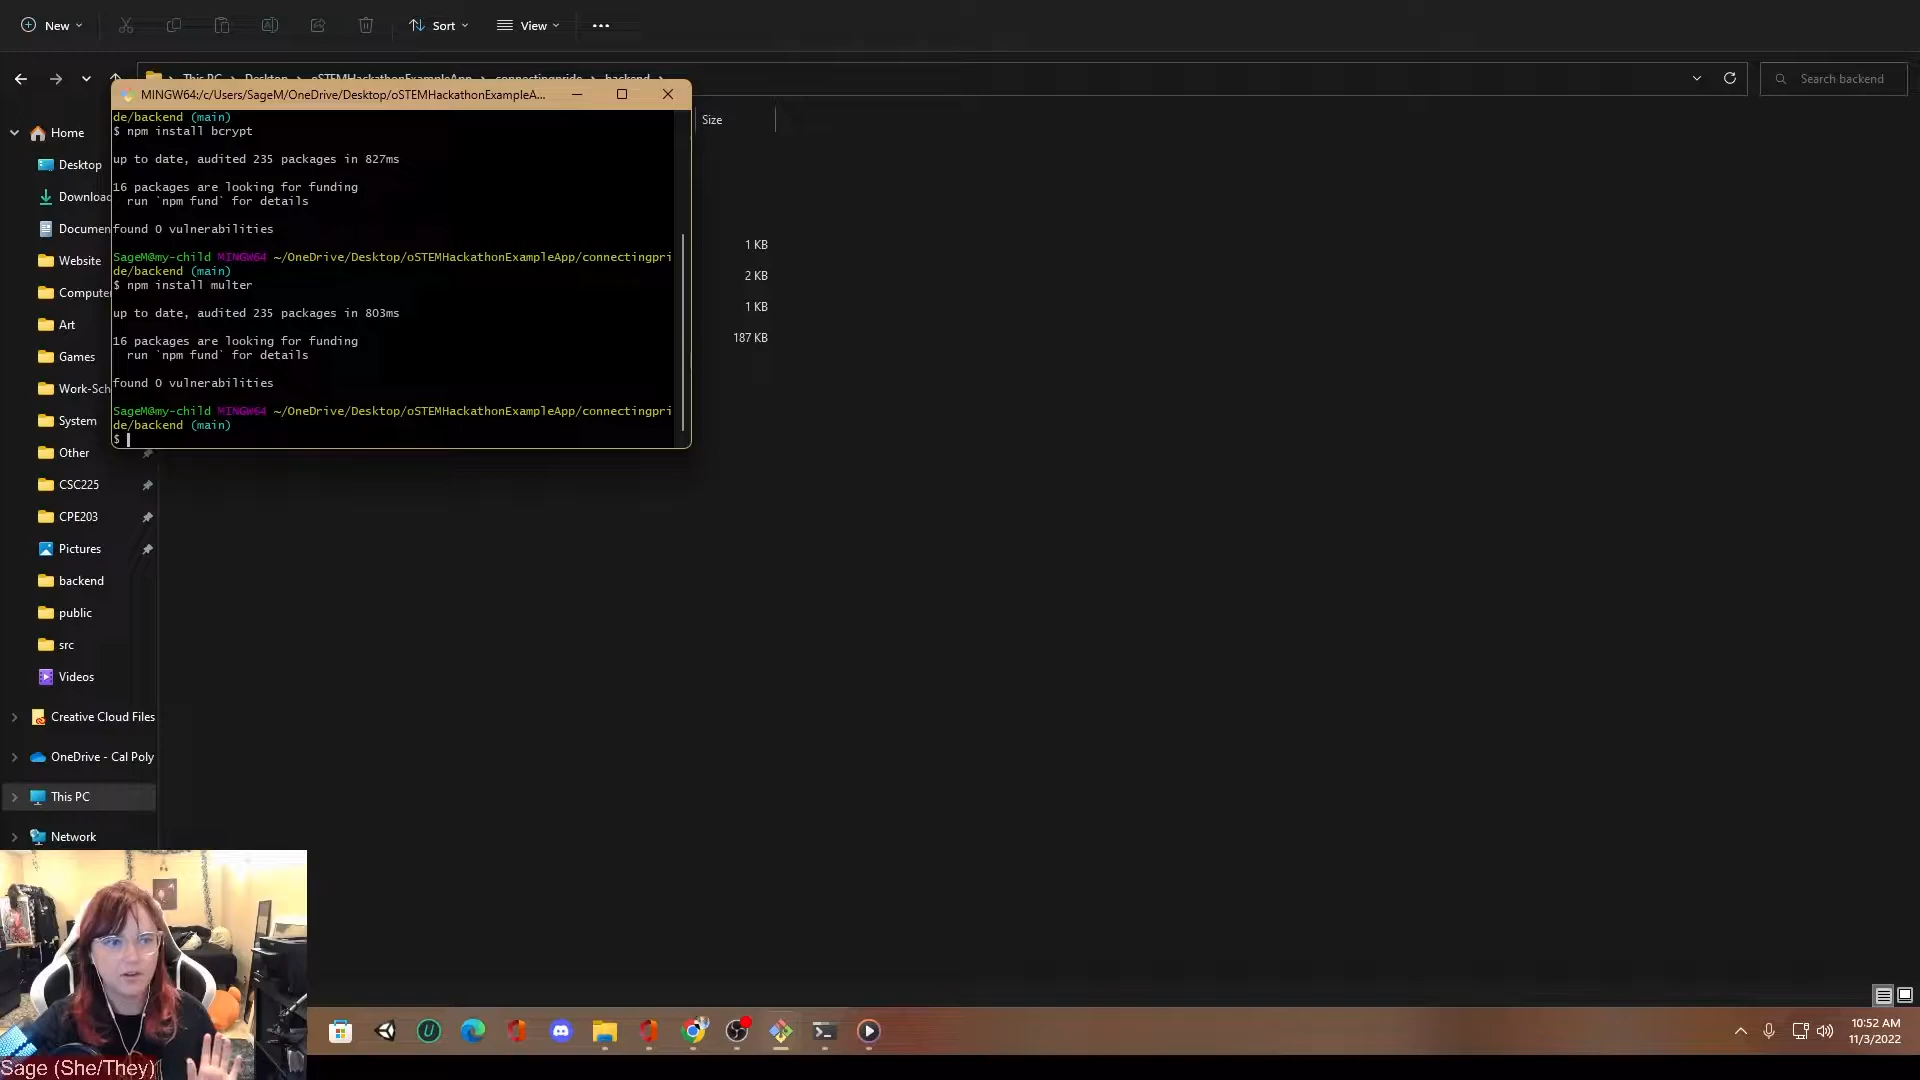 New
Sort
View
This PC
Desktop
oSTEMHackathonExampleApp
connectingpride
backend
Search backend
MINGW64:/c/Users/SageM/OneDrive/Desktop/oSTEMHackathonExampleA...
Size
de/backend (main)
$ npm install bcrypt
up to date, audited 235 packages in 827ms
16 packages are looking for funding
run `npm fund` for details
found 0 vulnerabilities
SageM@my-child MINGW64 ~/OneDrive/Desktop/oSTEMHackathonExampleApp/connectingpri
de/backend (main)
$ npm install multer
up to date, audited 235 packages in 803ms
16 packages are looking for funding
run `npm fund` for details
found 0 vulnerabilities
SageM@my-child MINGW64 ~/OneDrive/Desktop/oSTEMHackathonExampleApp/connectingpri
de/backend (main)
$
1 KB
2 KB
1 KB
187 KB
Home
Desktop
Downloac
Documen
Website
Compute
Art
Games
Work-Sch
System
Other
CSC225
CPE203
Pictures
backend
public
src
Videos
Creative Cloud Files
OneDrive - Cal Poly
This PC
Network
Sage (She/They)
10:52 AM
11/3/2022